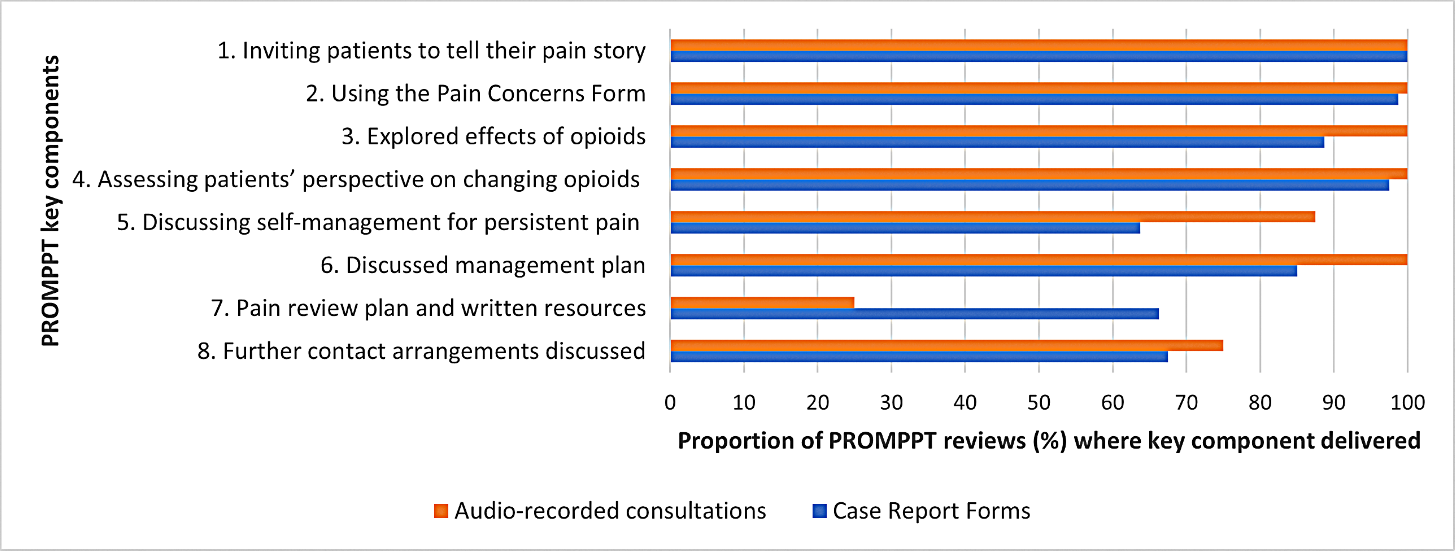 PROMPPT key components
1. Inviting patients to tell their pain story
2. Using the Pain Concerns Form
3. Explored effects of opioids
4. Assessing patients’ perspective on changing opioids
5. Discussing self-management for persistent pain
6. Discussed management plan
7. Pain review plan and written resources
8. Further contact arrangements discussed
0 10 20 30 40 50 60 70 80 90 100
Proportion of PROMPPT reviews (%) where key component delivered
Audio-recorded consultations Case Report Forms